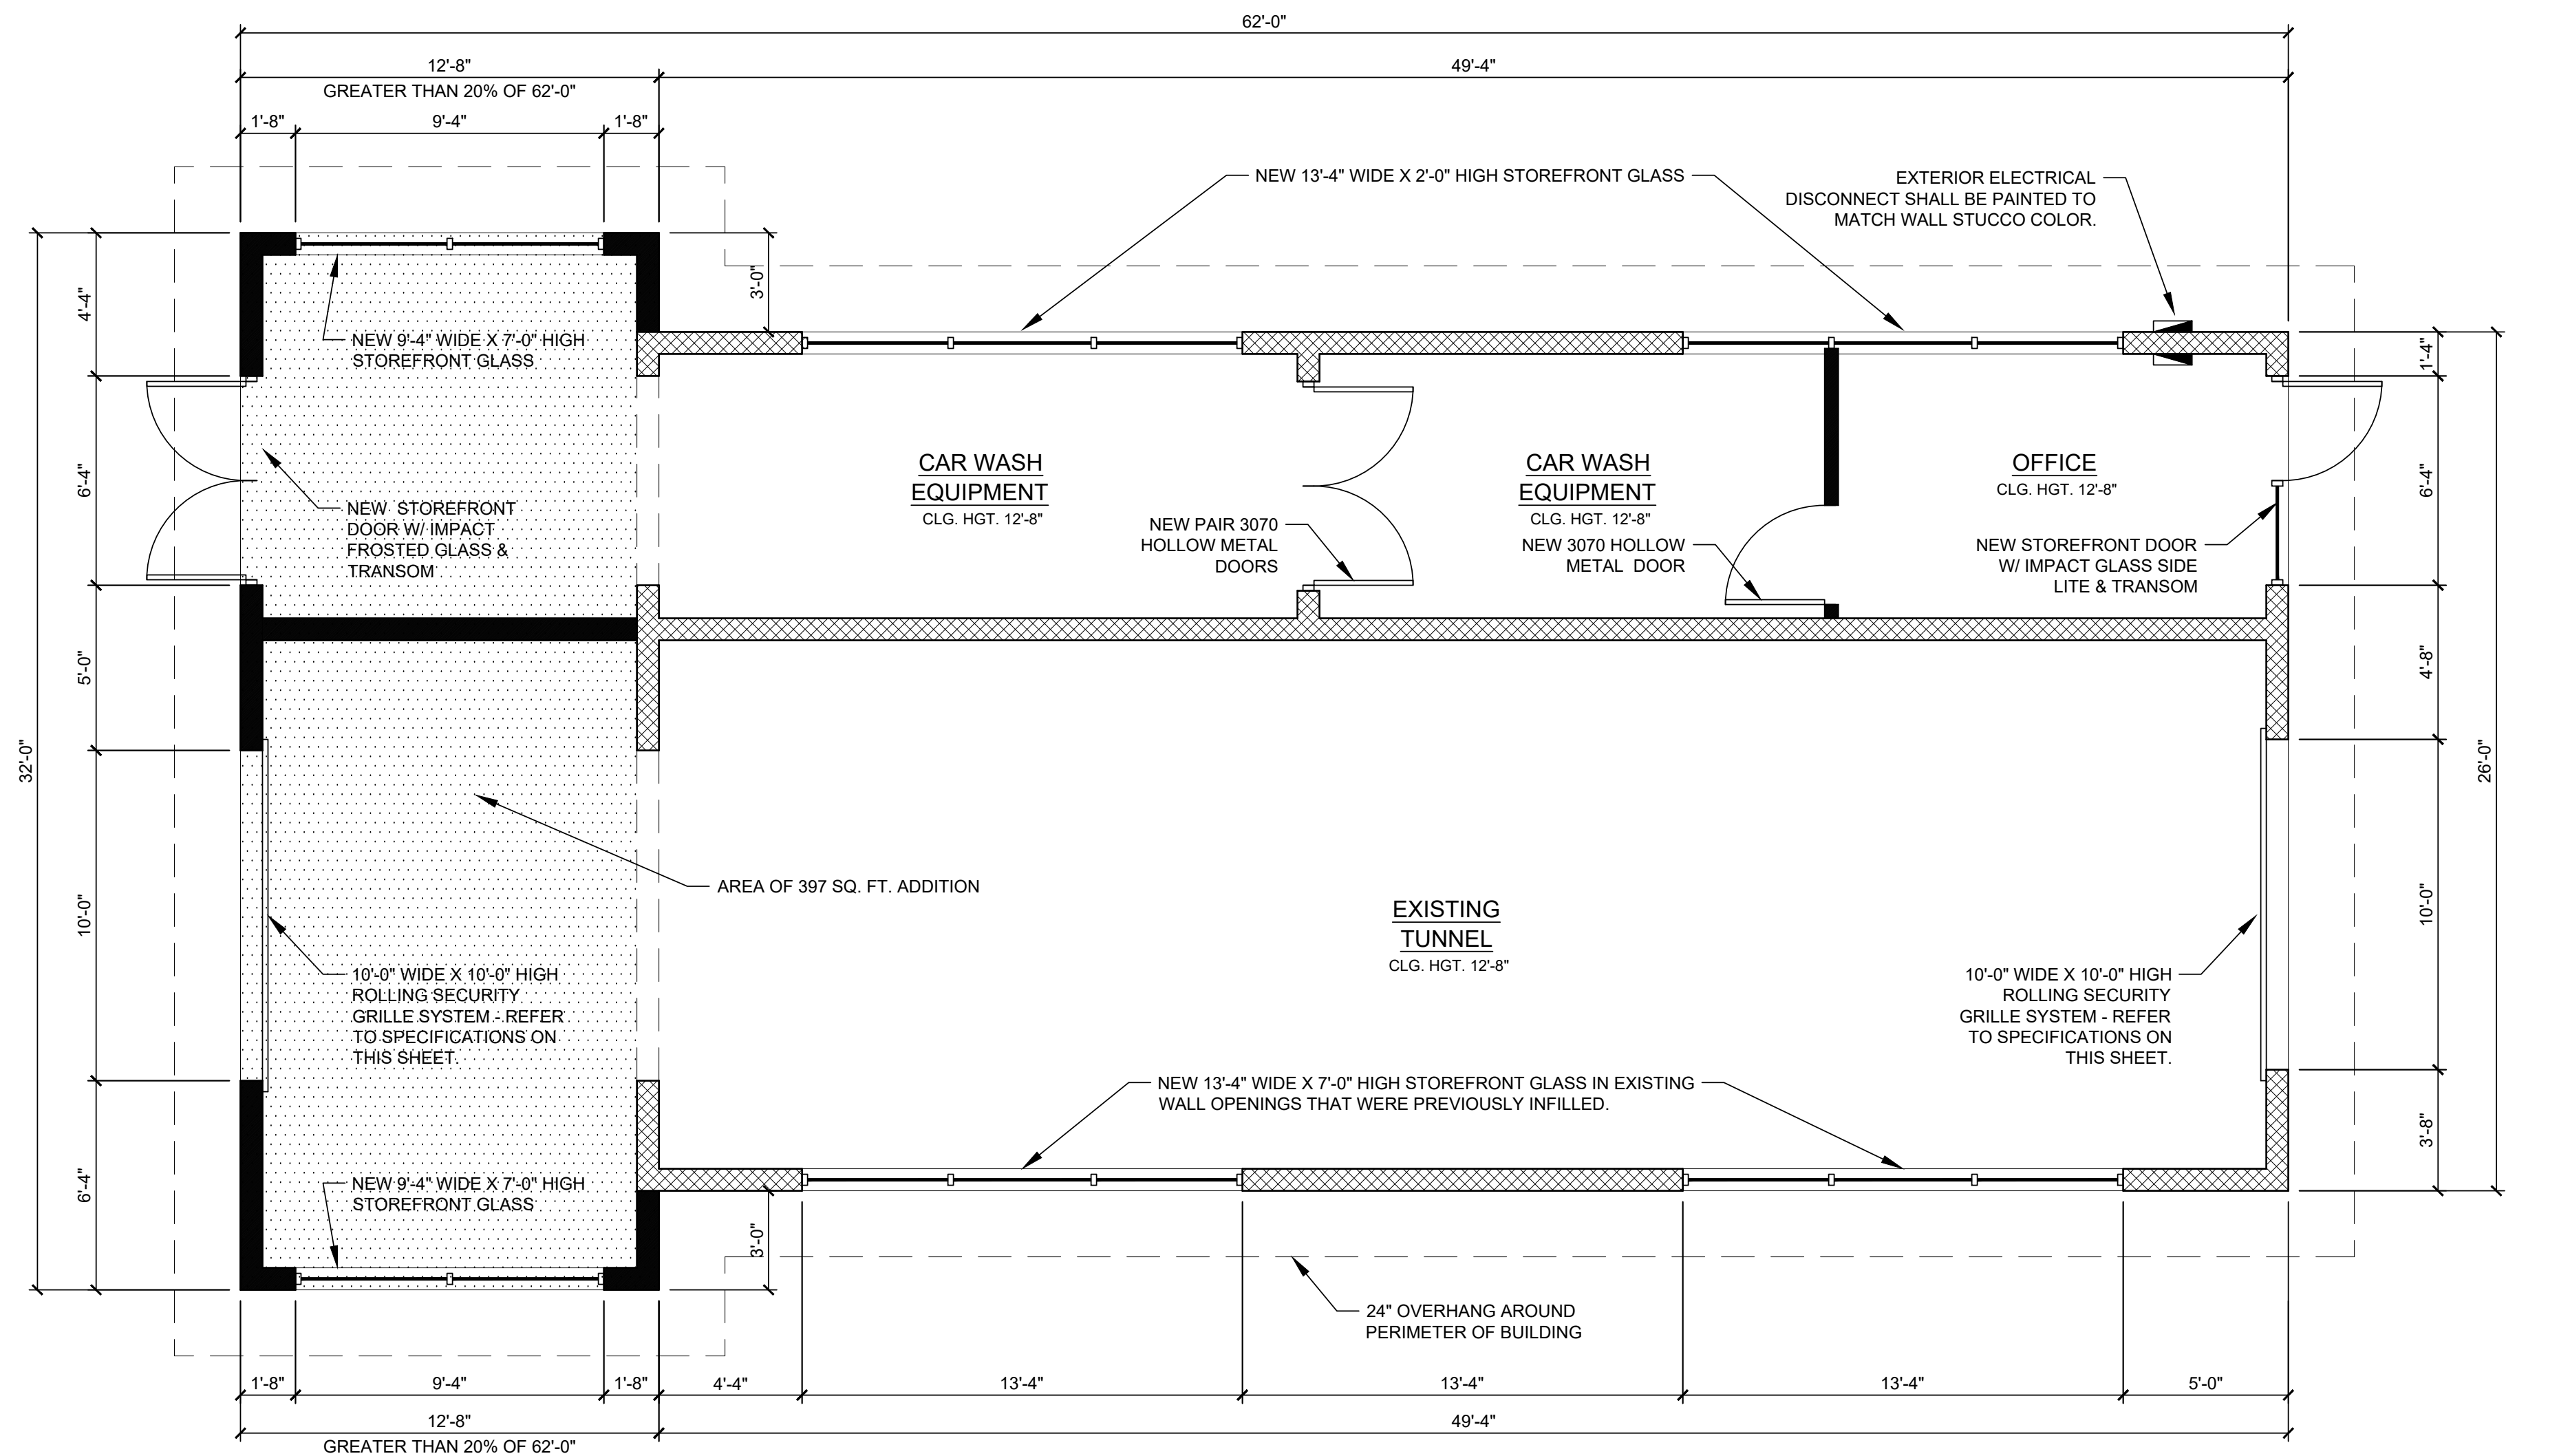 62'-0"
12'-8"
49'-4"
GREATER THAN 20% OF 62'-0"
1'-8"
9'-4"
1'-8"
NEW 13'-4" WIDE X 2'-0" HIGH STOREFRONT GLASS
EXTERIOR ELECTRICAL
DISCONNECT SHALL BE PAINTED TO
MATCH WALL STUCCO COLOR.
3'-0"
4'-4"
NEW 9'-4" WIDE X 7'-0" HIGH
STOREFRONT GLASS
1'-4"
6'-4"
NEW  STOREFRONT
DOOR W/ IMPACT
FROSTED GLASS &
TRANSOM
CAR WASH
EQUIPMENT
CLG. HGT. 12'-8"
NEW PAIR 3070
HOLLOW METAL
DOORS
CAR WASH
EQUIPMENT
CLG. HGT. 12'-8"
NEW 3070 HOLLOW
METAL  DOOR
OFFICE
CLG. HGT. 12'-8"
NEW STOREFRONT DOOR
W/ IMPACT GLASS SIDE
LITE & TRANSOM
6'-4"
5'-0"
4'-8"
32'-0"
26'-0"
10'-0"
AREA OF 397 SQ. FT. ADDITION
EXISTING
TUNNEL
CLG. HGT. 12'-8"
10'-0"
10'-0" WIDE X 10'-0" HIGH
ROLLING SECURITY
GRILLE SYSTEM - REFER
TO SPECIFICATIONS ON
THIS SHEET.
10'-0" WIDE X 10'-0" HIGH
ROLLING SECURITY
GRILLE SYSTEM - REFER
TO SPECIFICATIONS ON
THIS SHEET.
NEW 13'-4" WIDE X 7'-0" HIGH STOREFRONT GLASS IN EXISTING
WALL OPENINGS THAT WERE PREVIOUSLY INFILLED.
3'-8"
6'-4"
NEW 9'-4" WIDE X 7'-0" HIGH
STOREFRONT GLASS
3'-0"
24" OVERHANG AROUND
PERIMETER OF BUILDING
1'-8"
9'-4"
1'-8"
4'-4"
13'-4"
13'-4"
13'-4"
5'-0"
12'-8"
49'-4"
GREATER THAN 20% OF 62'-0"